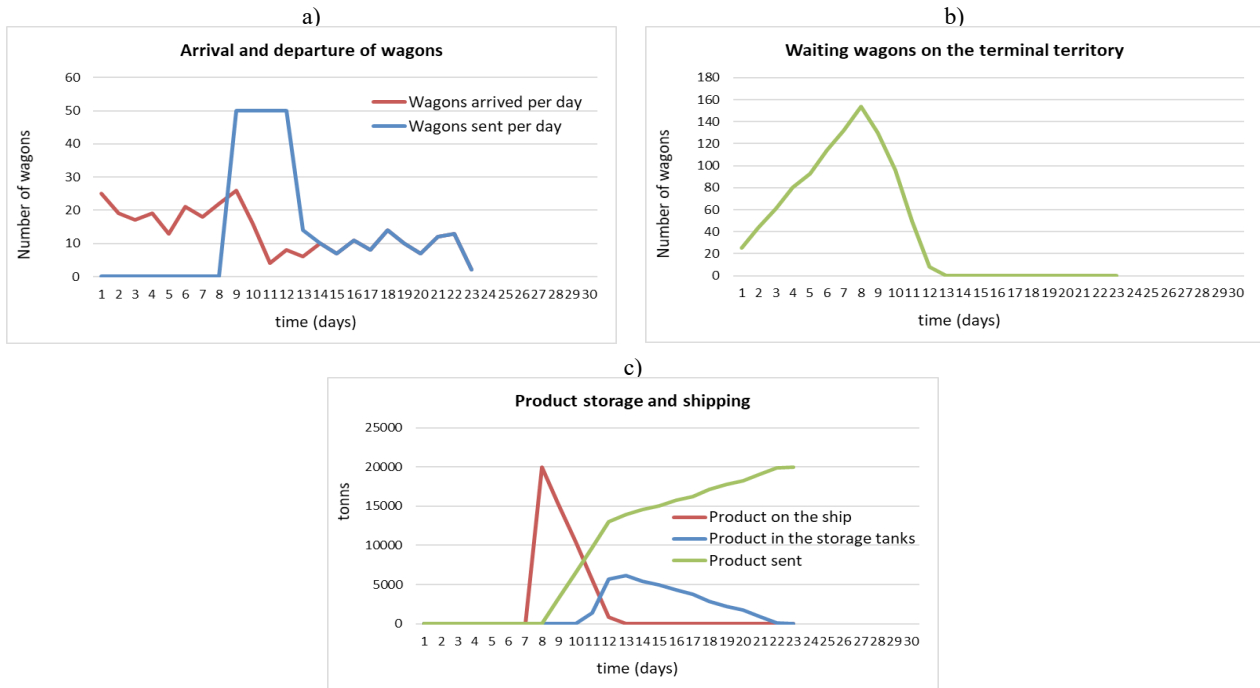 a)
Arrival and departure of wagons
Number of wagons
60
50
40
30
20
10
0
Wagons arrived per day
Wagons sent per day
1 2 3 4 5 6 7 8 9 10 11 12 13 14 15 16 17 18 19 20 21 22 23 24 25 26 27 28 29 30
time (days)
b)
Waiting wagons on the terminal territory
Number of wagons
180
160
140
120
100
80
60
40
20
0
1 2 3 4 5 6 7 8 9 10 11 12 13 14 15 16 17 18 19 20 21 22 23 24 25 26 27 28 29 30
time (days)
c)
Product storage and shipping
tonns
25000
20000
15000
10000
5000
0
Product on the ship
Product in the storage tanks
Product sent
1 2 3 4 5 6 7 8 9 10 11 12 13 14 15 16 17 18 19 20 21 22 23 24 25 26 27 28 29 30
time (days)